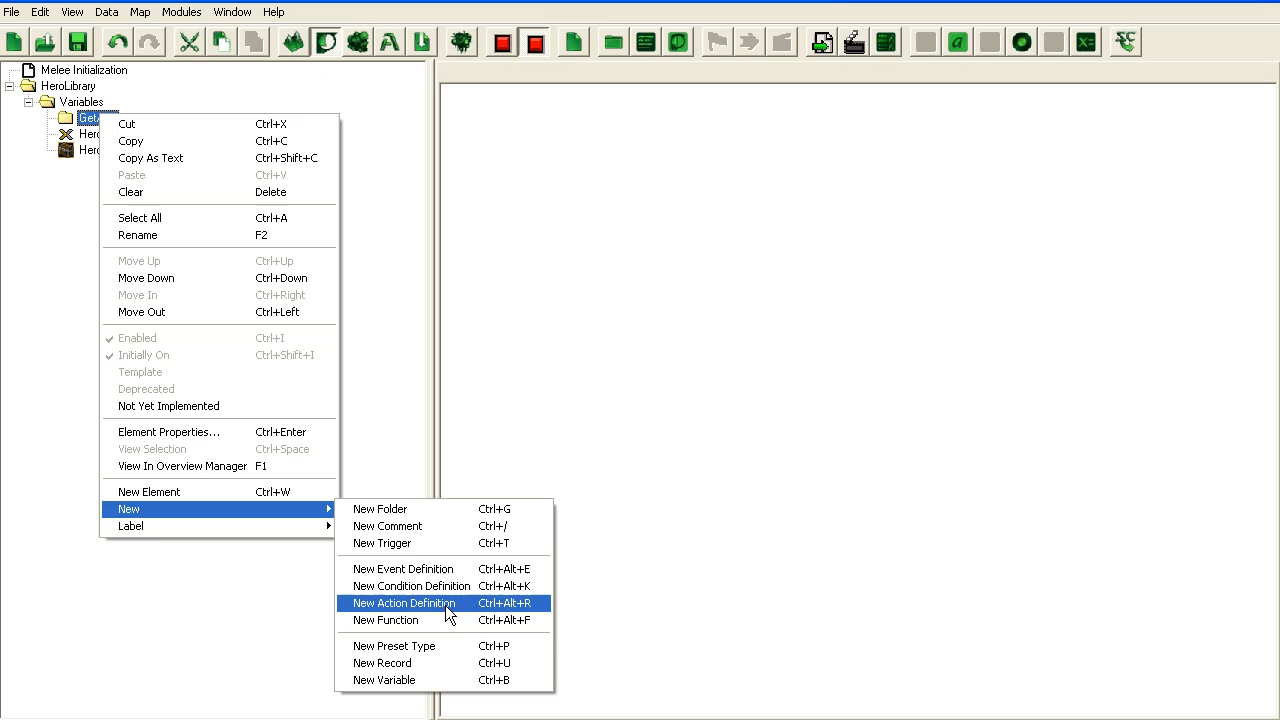 File Edit View Data Map Modules Window Help
Melee Initialization
HeroLibrary
Variables
Get
Hero
Hero
Cut Ctrl+X
Copy Ctrl+C
Copy As Text Ctrl+Shift+C
Paste Ctrl+V
Clear Delete
Select All Ctrl+A
Rename F2
Move Up Ctrl+Up
Move Down Ctrl+Down
Move In Ctrl+Right
Move Out Ctrl+Left
Enabled Ctrl+I
Initially On Ctrl+Shift+I
Template
Deprecated
Not Yet Implemented
Element Properties... Ctrl+Enter
View Selection Ctrl+Space
View In Overview Manager F1
New Element Ctrl+W
New
Label
New Folder Ctrl+G
New Comment Ctrl+/
New Trigger Ctrl+T
New Event Definition Ctrl+Alt+E
New Condition Definition Ctrl+Alt+K
New Action Definition Ctrl+Alt+R
New Function Ctrl+Alt+F
New Preset Type Ctrl+P
New Record Ctrl+U
New Variable Ctrl+B